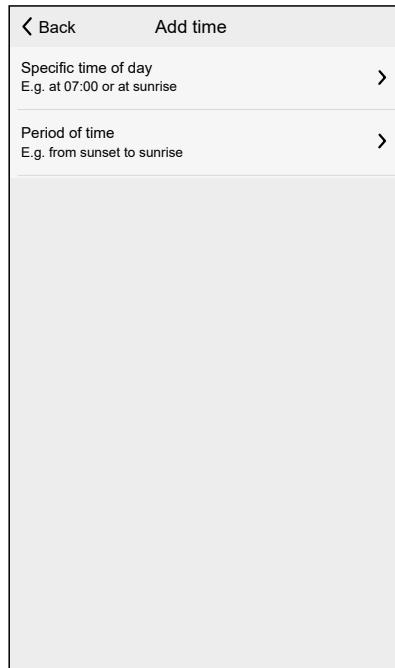 Back Add time
Specific time of day
E.g. at 07:00 or at sunrise
Period of time
E.g. from sunset to sunrise